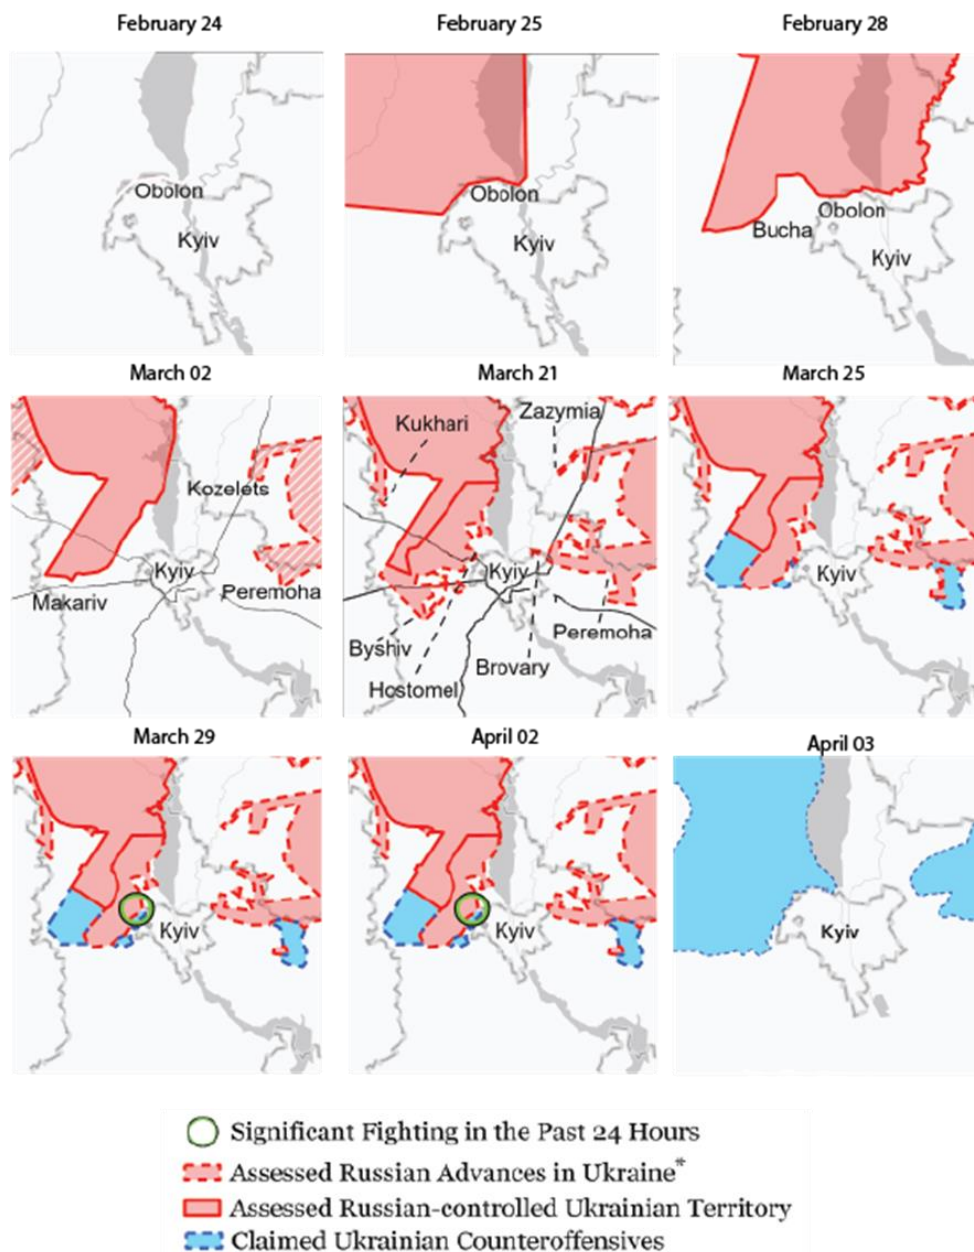 February 24
February 25
February 28
Obolon
Kyiv
Obolon
Kyiv
Obolon
Bucha
Kyiv
March 02
March 21
March 25
Kozelets
Kyiv
Makariv
Peremoha
Kukhari
Zazymia
Kyiv
Byshiv
Hostomel
Brovary
Peremoha
Kyiv
March 29
April 02
April 03
Kyiv
Kyiv
Kyiv
Significant Fighting in the Past 24 Hours
Assessed Russian Advances in Ukraine*
Assessed Russian-controlled Ukrainian Territory
Claimed Ukrainian Counteroffensives